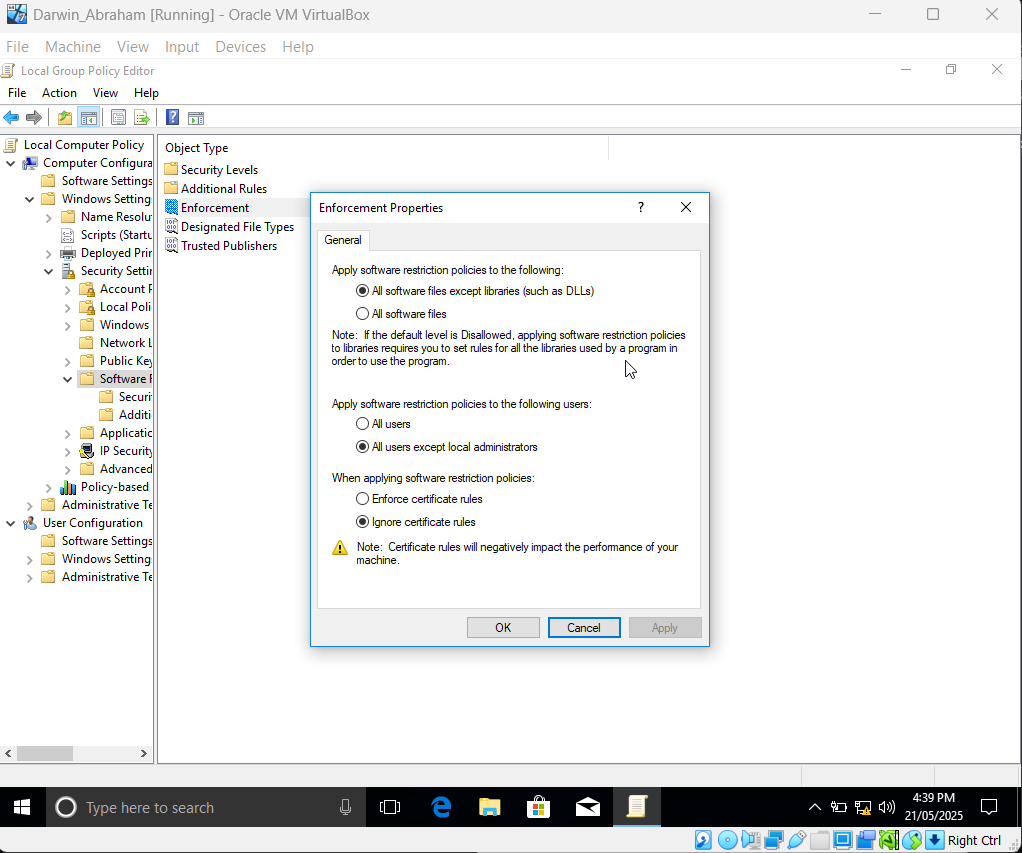 Darwin_Abraham [Running] - Oracle VM VirtualBox
File Machine View Input Devices Help
Local Group Policy Editor
File Action View Help
Local Computer Policy
Computer Configura
Software Settings
Windows Setting
Name Resolu
Scripts (Startu
Deployed Prin
Security Settin
Account P
Local Poli
Windows
Network L
Public Key
Software R
Securi
Additi
Applicatio
IP Security
Advanced
Policy-based
Administrative Te
User Configuration
Software Settings
Windows Setting
Administrative Te
Object Type
Security Levels
Additional Rules
Enforcement
Designated File Types
Trusted Publishers
Enforcement Properties
?
General
Apply software restriction policies to the following:
All software files except libraries (such as DLLs)
All software files
Note: If the default level is Disallowed, applying software restriction policies
to libraries requires you to set rules for all the libraries used by a program in
order to use the program.
Apply software restriction policies to the following users:
All users
All users except local administrators
When applying software restriction policies:
Enforce certificate rules
Ignore certificate rules
Note: Certificate rules will negatively impact the performance of your
machine.
OK Cancel Apply
Type here to search
4:39 PM
21/05/2025
Right Ctrl